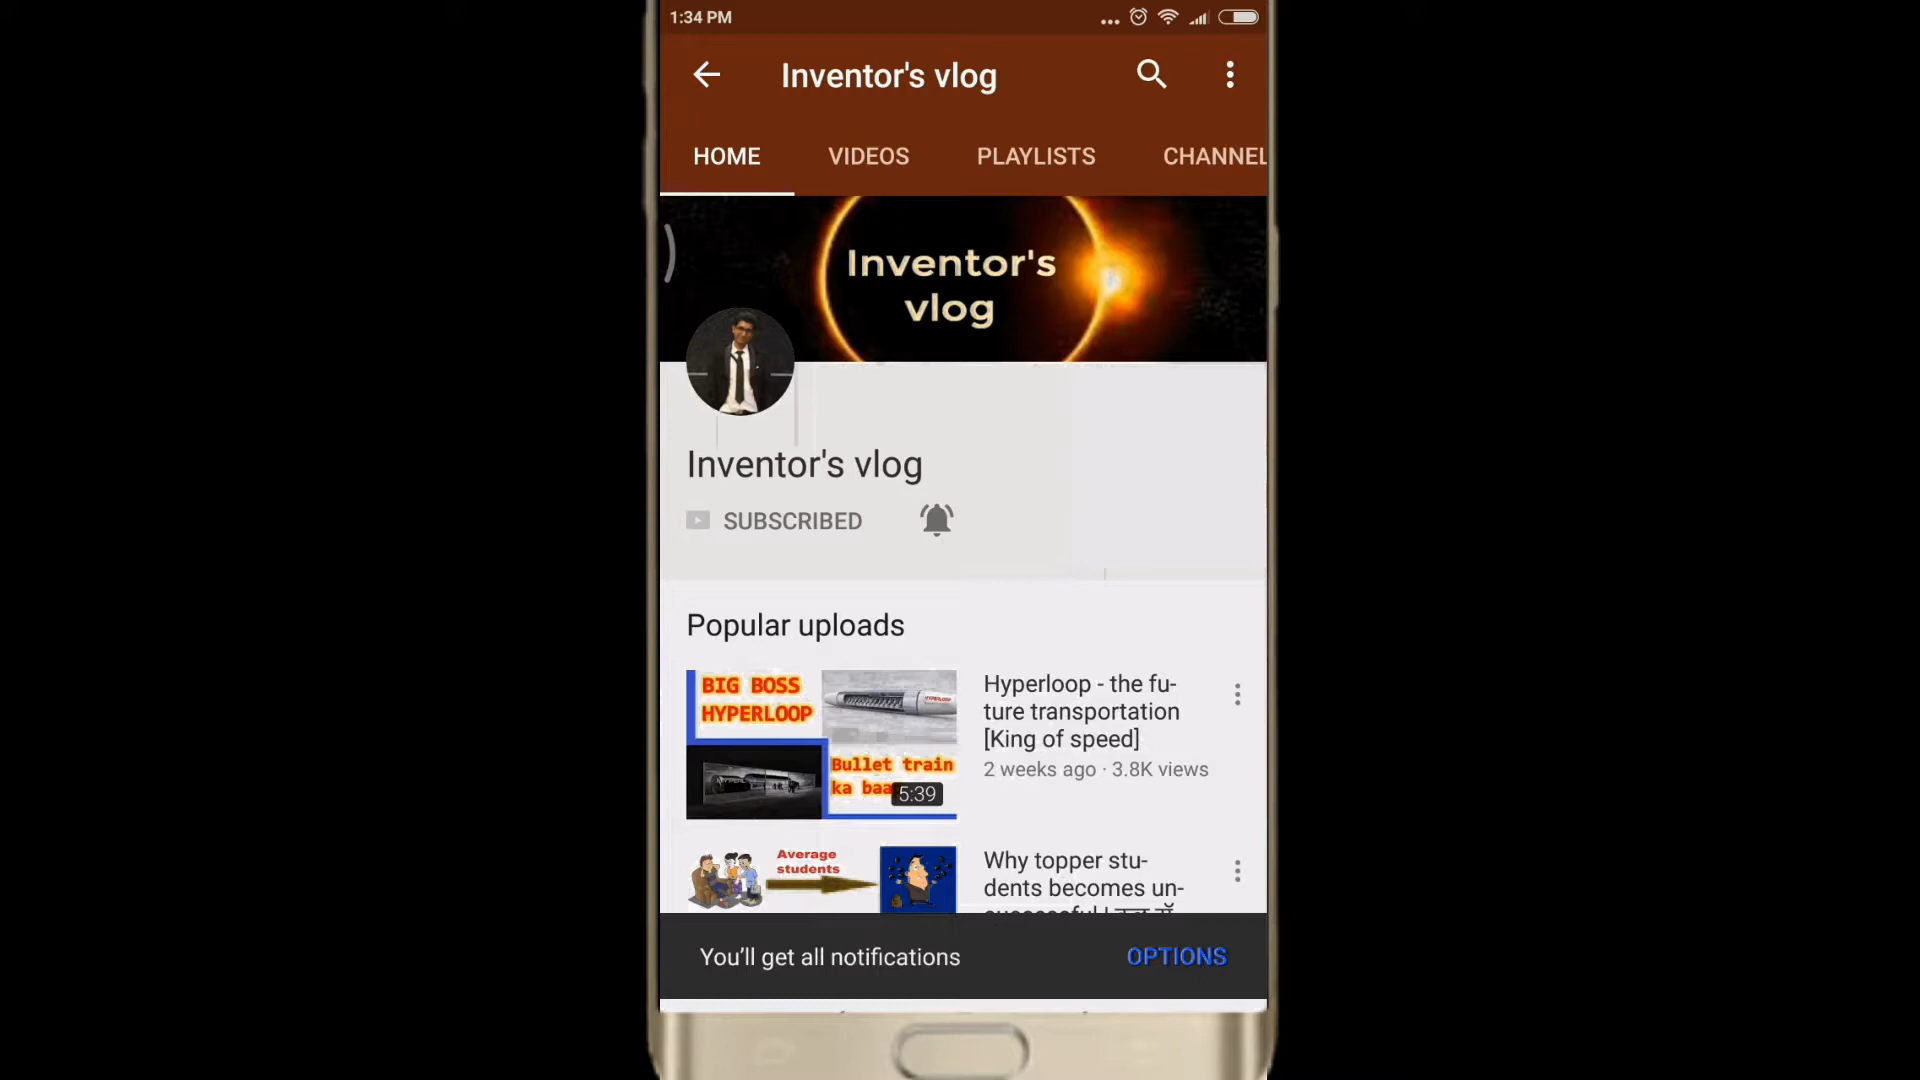 1:34 PM
Inventor's vlog
HOME VIDEOS PLAYLISTS CHANNEL
Inventor's
vlog
Inventor's vlog
SUBSCRIBED
Popular uploads
BIG BOSS
HYPERLOOP
HYPERLOOP
Bullet train
ka baa
5:39
Hyperloop - the fu-
ture transportation
[King of speed]
2 weeks ago · 3.8K views
Average
students
Why topper stu-
dents becomes un-
You'll get all notifications
OPTIONS